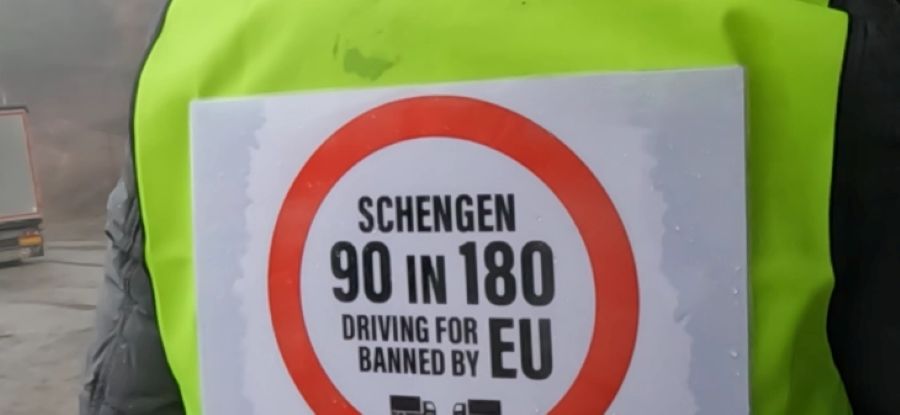 SCHENGEN
90 IN 180
DRIVING FOR EU
BANNED BY